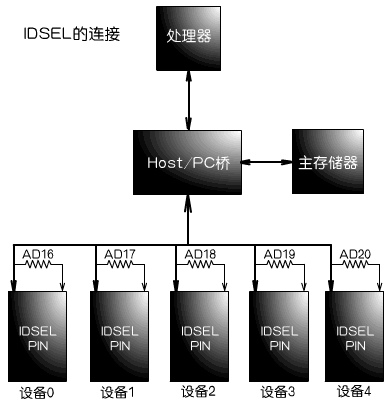 IDSEL的连接
处理器
Host/PC桥
主存储器
AD16 AD17 AD18 AD19 AD20
IDSEL PIN
IDSEL PIN
IDSEL PIN
IDSEL PIN
IDSEL PIN
设备0 设备1 设备2 设备3 设备4